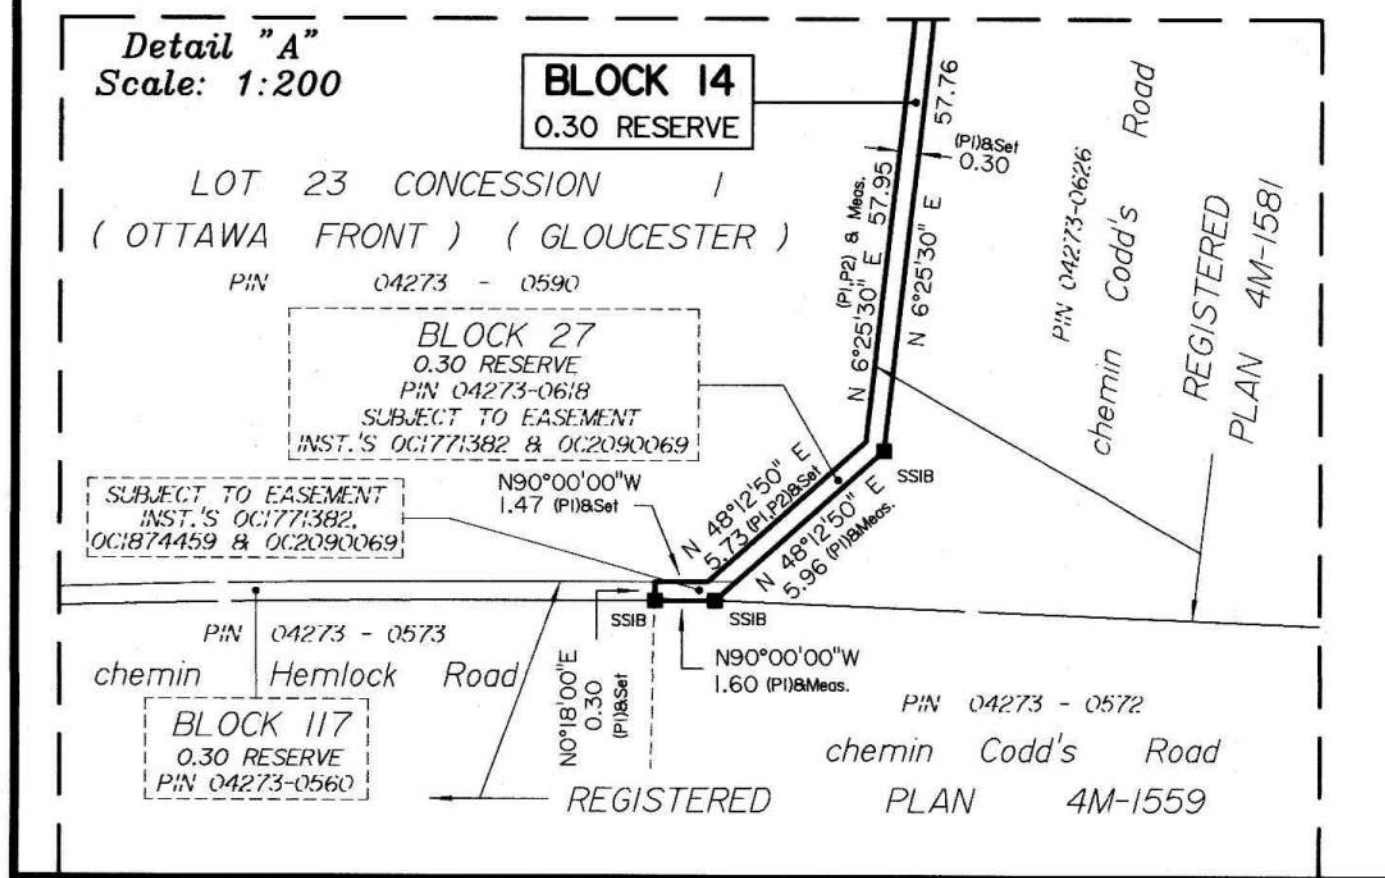 Detail "A"
Scale: 1:200
BLOCK 14
0.30 RESERVE
57.76
(P1)&Set
0.30
LOT 23 CONCESSION 1
( OTTAWA FRONT ) ( GLOUCESTER )
PIN 04273 - 0590
N 6°25'30" E 57.95
(P1,P2) & Meas.
N 6°25'30" E
PIN 04273-0626
chemin Codd's Road
REGISTERED
PLAN 4M-1581
BLOCK 27
0.30 RESERVE
PIN 04273-0618
SUBJECT TO EASEMENT
INST.'S OC1771382 & OC2090069
SUBJECT TO EASEMENT
INST.'S OC1771382,
OC1874459 & OC2090069
N90°00'00"W
1.47 (P1)&Set
N 48°12'50" E
5.73 (P1,P2)&Set
N 48°12'50" E
5.96 (P1)&Meas.
SSIB
SSIB
SSIB
PIN 04273 - 0573
chemin Hemlock Road
N0°18'00"E
0.30
(P1)&Set
N90°00'00"W
1.60 (P1)&Meas.
BLOCK 117
0.30 RESERVE
PIN 04273-0560
PIN 04273 - 0572
chemin Codd's Road
REGISTERED PLAN 4M-1559